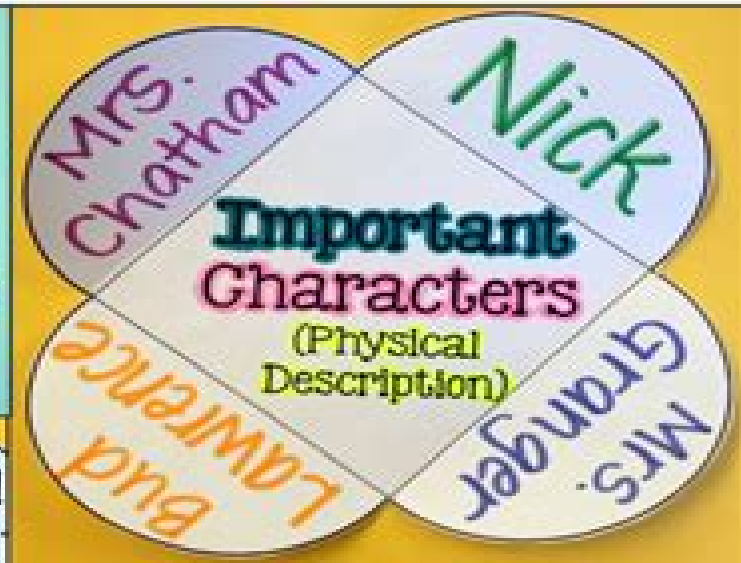 Mrs.
Chatham
Nick
Important
Characters
(Physical
Description)
Bud
Lawrence
Mrs.
Granger